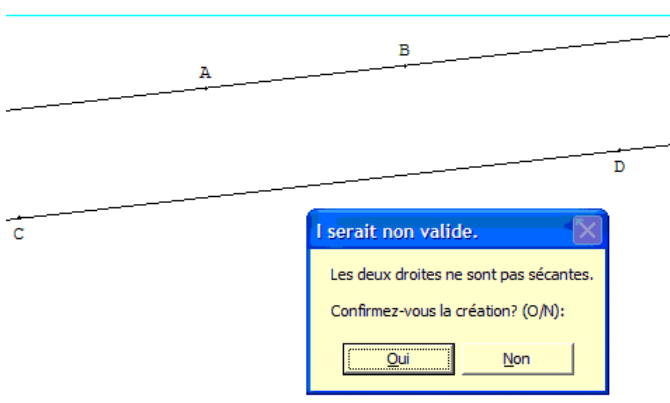 B
A
D
C
I serait non valide.
Les deux droites ne sont pas sécantes.
Confirmez-vous la création? (O/N):
Oui
Non